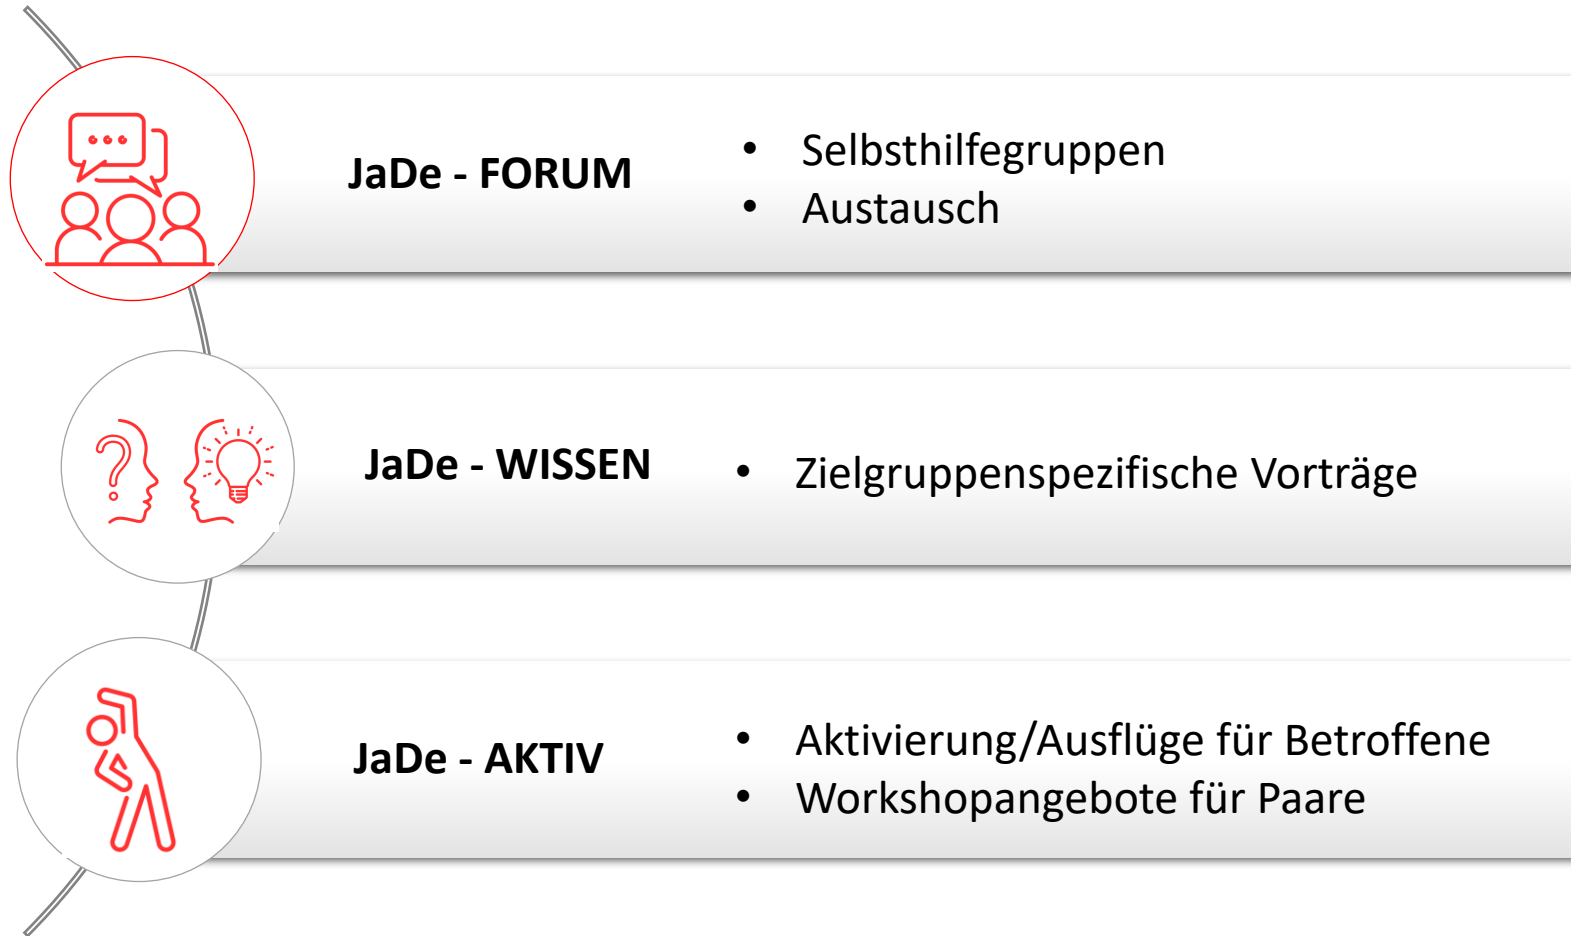 JaDe - FORUM
• Selbsthilfegruppen
• Austausch
JaDe - WISSEN
• Zielgruppenspezifische Vorträge
JaDe - AKTIV
• Aktivierung/Ausflüge für Betroffene
• Workshopangebote für Paare